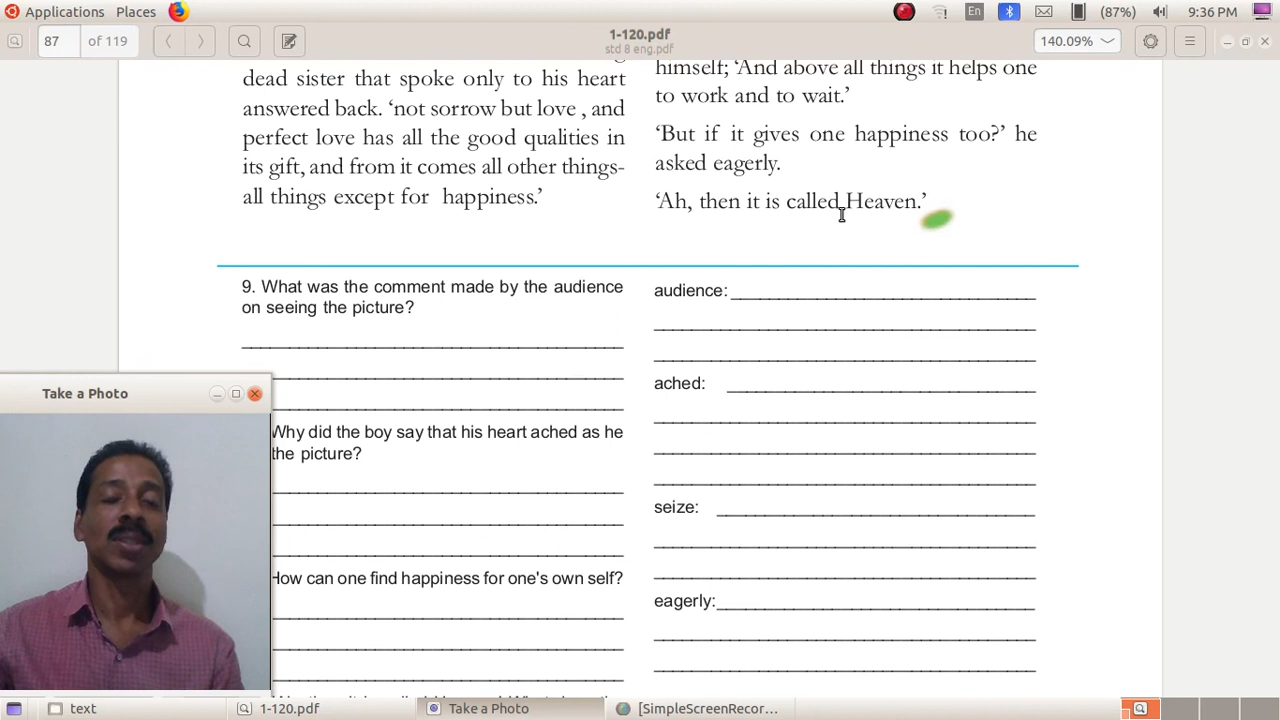 Applications Places
En
(87%)
9:36 PM
87 of 119
1-120.pdf
std 8 eng.pdf
140.09%
dead sister that spoke only to his heart
answered back. ‘not sorrow but love , and
perfect love has all the good qualities in
its gift, and from it comes all other things-
all things except for happiness.’
himself; ‘And above all things it helps one
to work and to wait.’
‘But if it gives one happiness too?’ he
asked eagerly.
‘Ah, then it is called Heaven.’
9. What was the comment made by the audience
on seeing the picture?
Why did the boy say that his heart ached as he
the picture?
How can one find happiness for one's own self?
audience:
ached:
seize:
eagerly:
Take a Photo
text
1-120.pdf
Take a Photo
[SimpleScreenRecor...